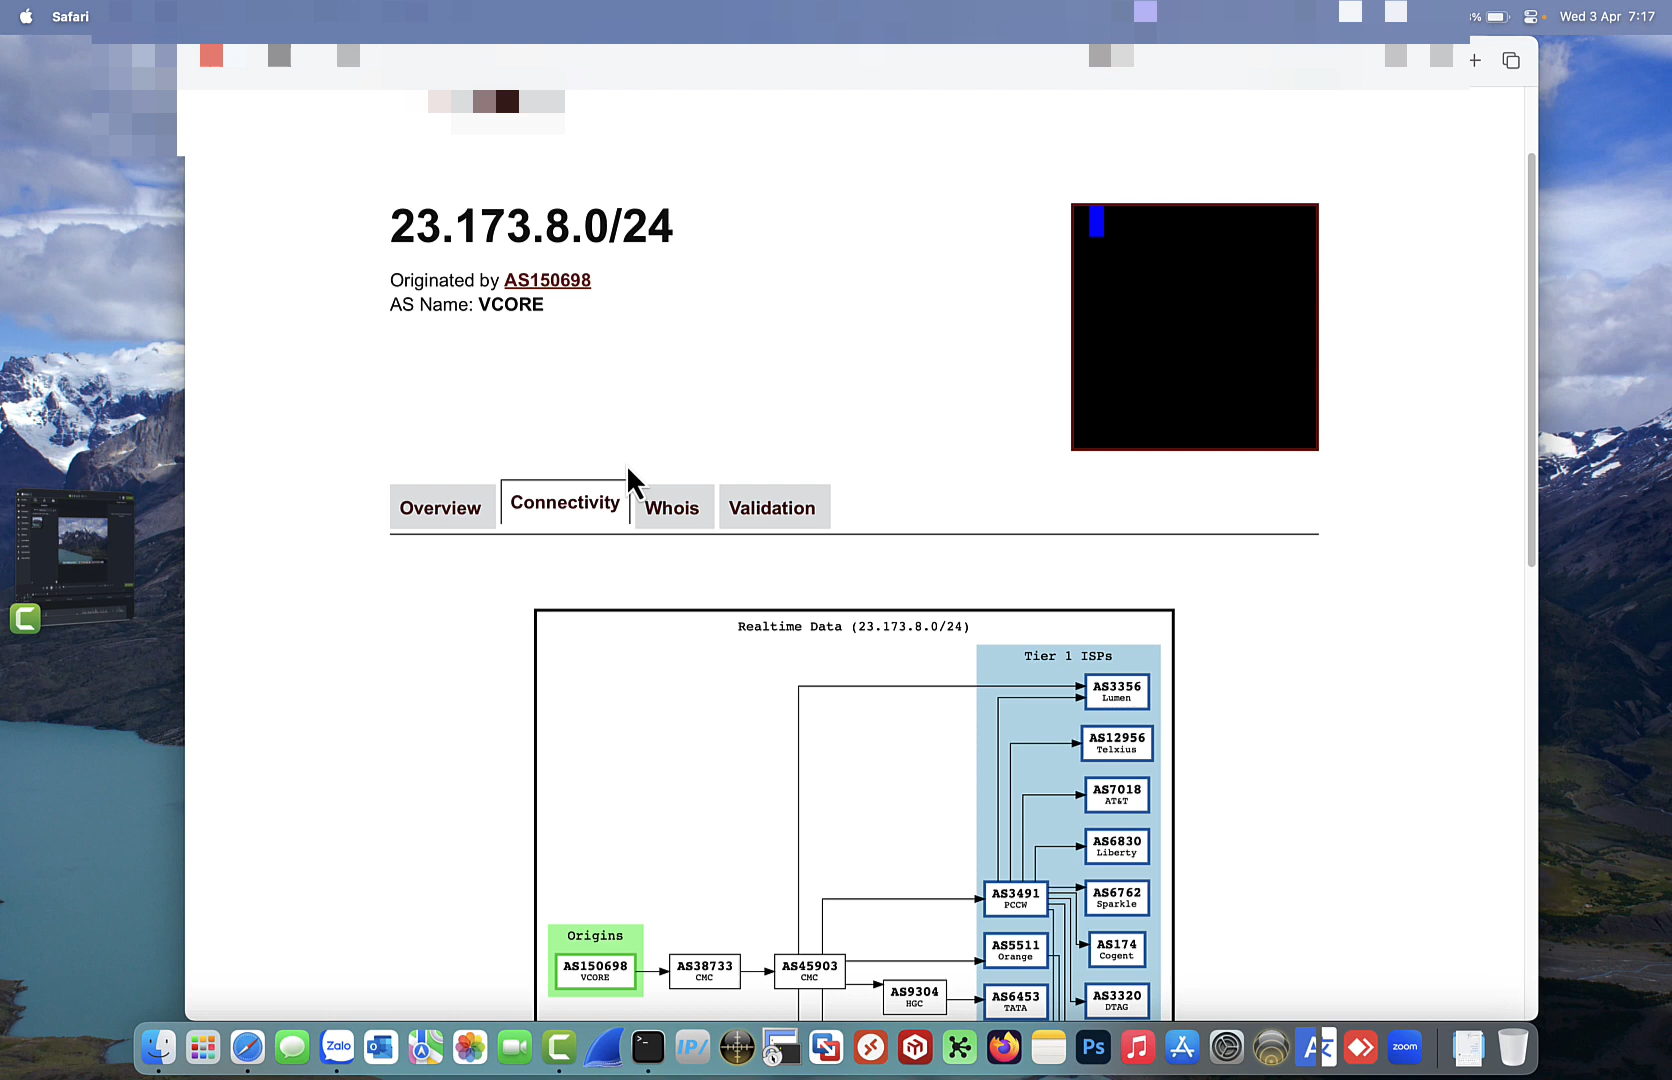 Safari
% Wed 3 Apr 7:17
23.173.8.0/24
Originated by AS150698
AS Name: VCORE
Overview
Connectivity
Whois
Validation
Realtime Data (23.173.8.0/24)
Tier 1 ISPs
AS3356
Lumen
AS12956
Telxius
AS7018
AT&T
AS6830
Liberty
AS3491
PCCW
AS6762
Sparkle
AS5511
Orange
AS174
Cogent
Origins
AS150698
VCORE
AS38733
CMC
AS45903
CMC
AS9304
HGC
AS6453
TATA
AS3320
DTAG
Zalo
IP/
Ps
zoom